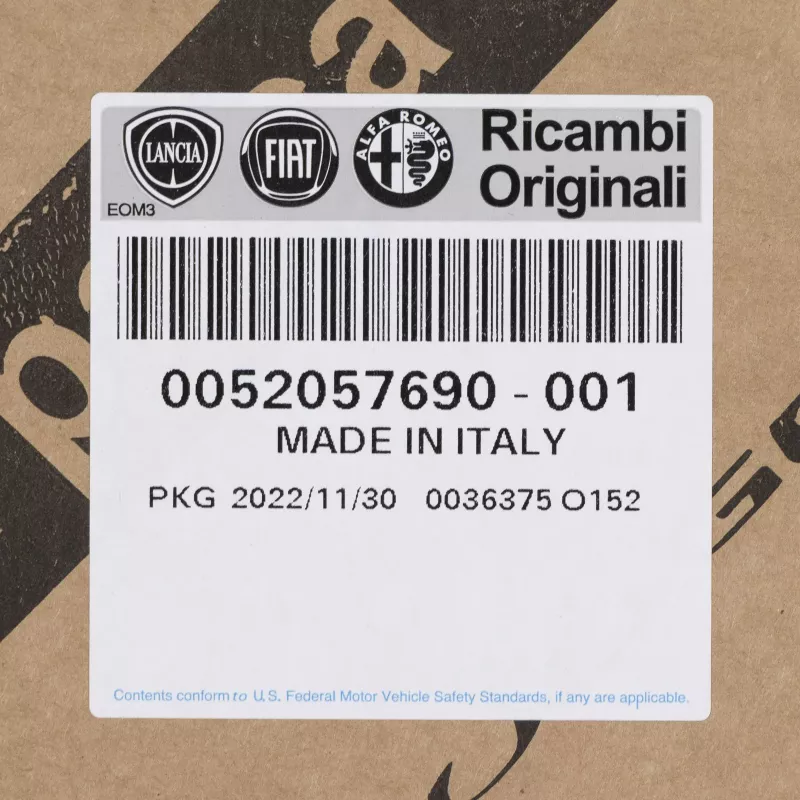 LANCIA
FIAT
ALFA ROMEO
Ricambi
Originali
EOM3
0052057690 - 001
MADE IN ITALY
PKG 2022/11/30 0036375 O152
Contents conform to U.S. Federal Motor Vehicle Safety Standards, if any are applicable.